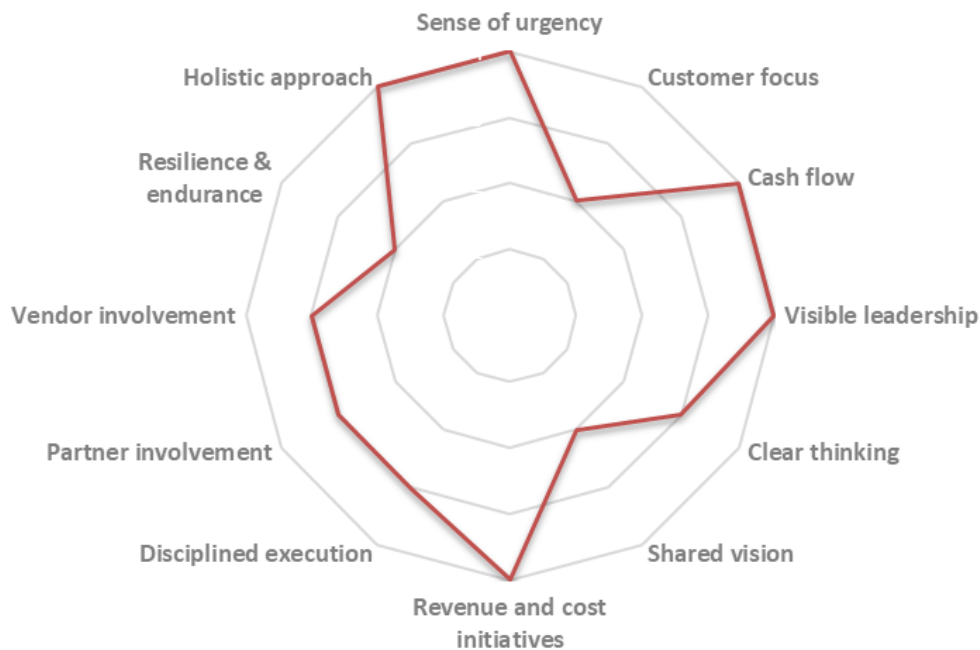 Sense of urgency
Customer focus
Cash flow
Visible leadership
Clear thinking
Shared vision
Revenue and cost
initiatives
Disciplined execution
Partner involvement
Vendor involvement
Resilience &
endurance
Holistic approach